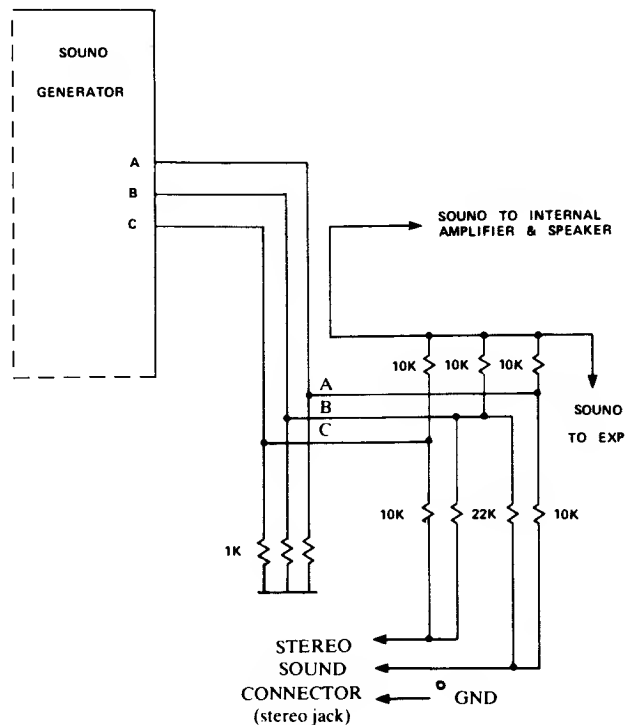 SOUNO
GENERATOR
A
B
C
SOUNO TO INTERNAL
AMPLIFIER & SPEAKER
10K 10K 10K
A
B
C
SOUNO
TO EXP
10K 22K 10K
1K
STEREO
SOUND
CONNECTOR GND
(stereo jack)